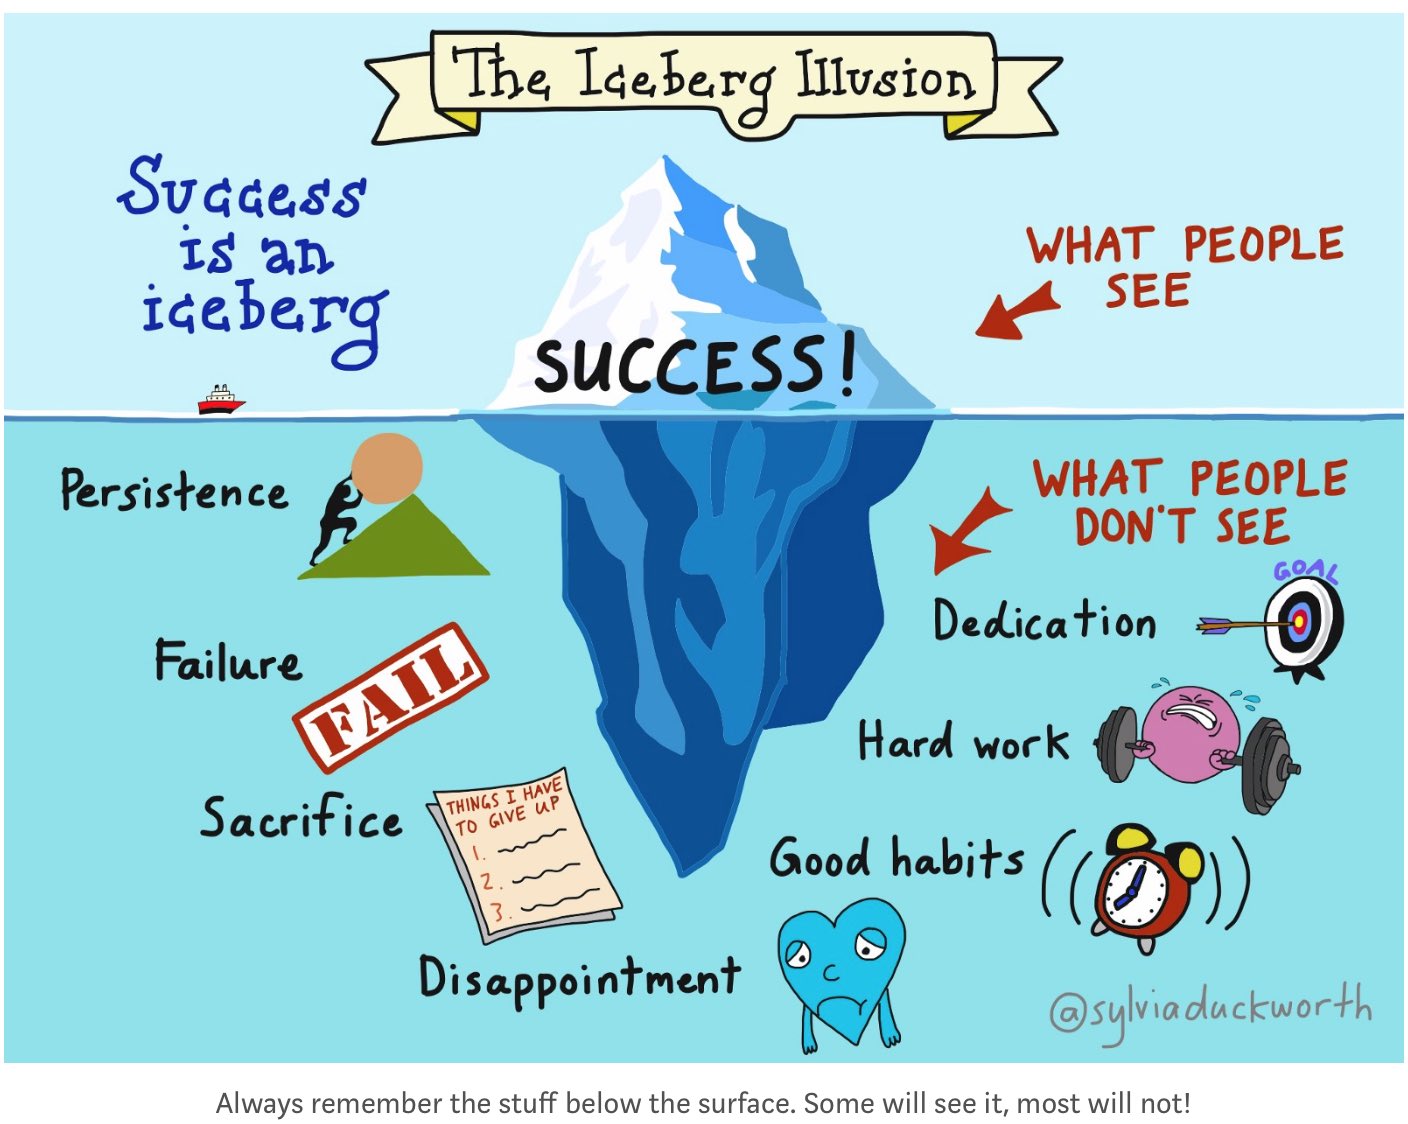 The Iceberg Illusion
Success
is an
iceberg
WHAT PEOPLE
SEE
SUCCESS!
Persistence
WHAT PEOPLE
DON'T SEE
GOAL
Dedication
Failure
FAIL
Hard work
Sacrifice
THINGS I HAVE
TO GIVE UP
1.
2.
3.
Good habits
Disappointment
@sylviaduckworth
Always remember the stuff below the surface. Some will see it, most will not!